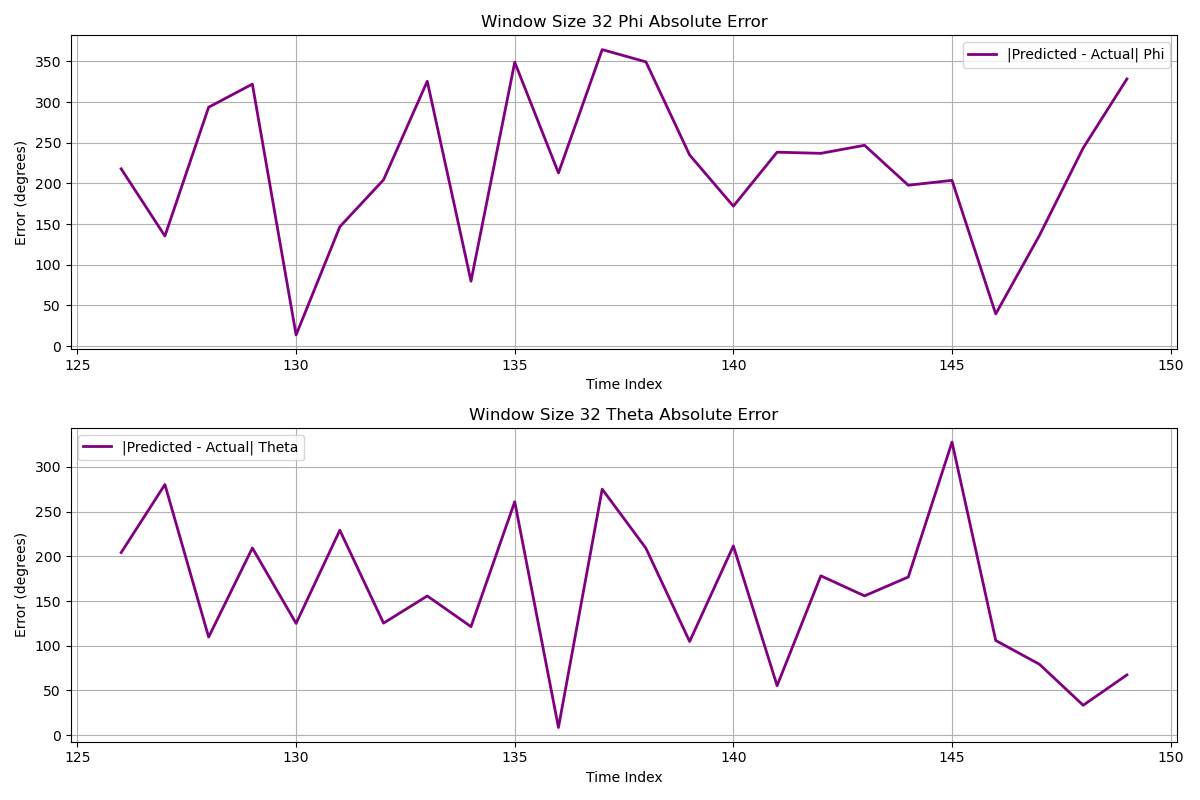 Window Size 32 Phi Absolute Error
|Predicted - Actual| Phi
Error (degrees)
350
300
250
200
150
100
50
0
125 130 135 140 145 150
Time Index
Window Size 32 Theta Absolute Error
|Predicted - Actual| Theta
Error (degrees)
300
250
200
150
100
50
0
125 130 135 140 145 150
Time Index